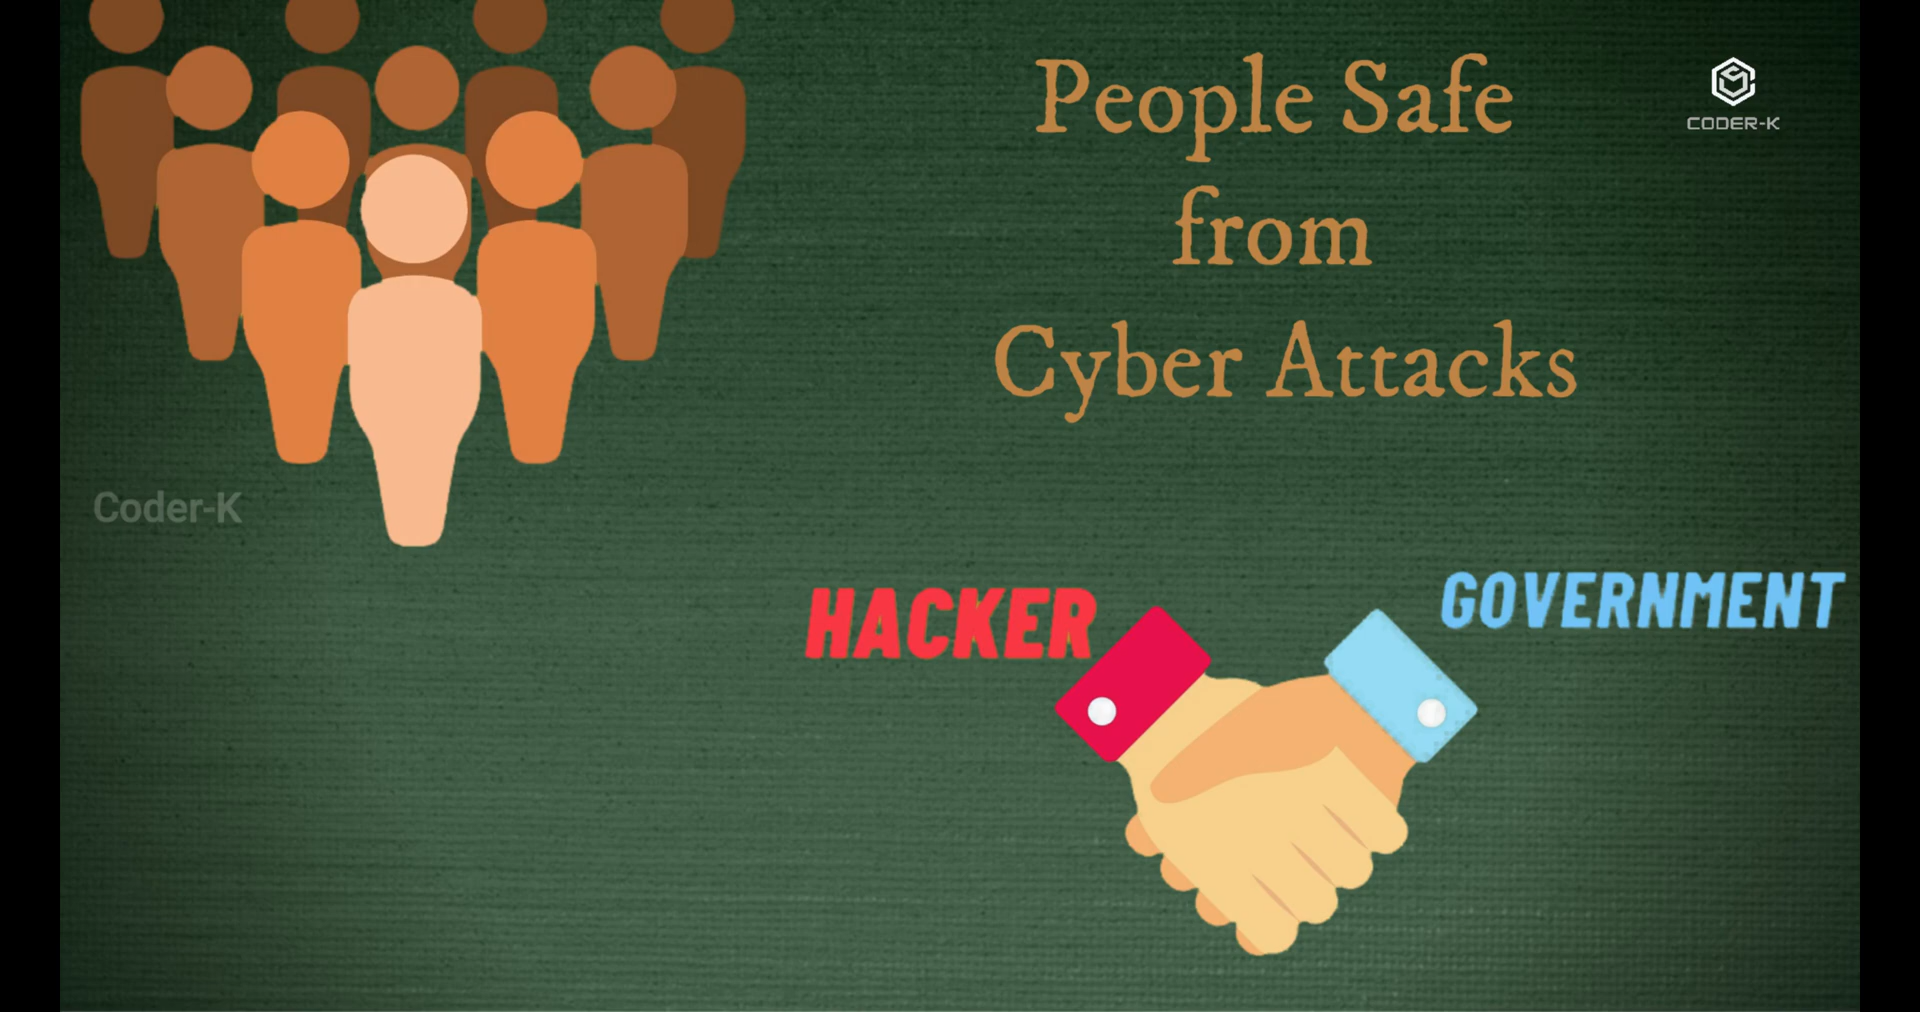 People Safe
from
Cyber Attacks
CODER-K
Coder-K
HACKER
GOVERNMENT